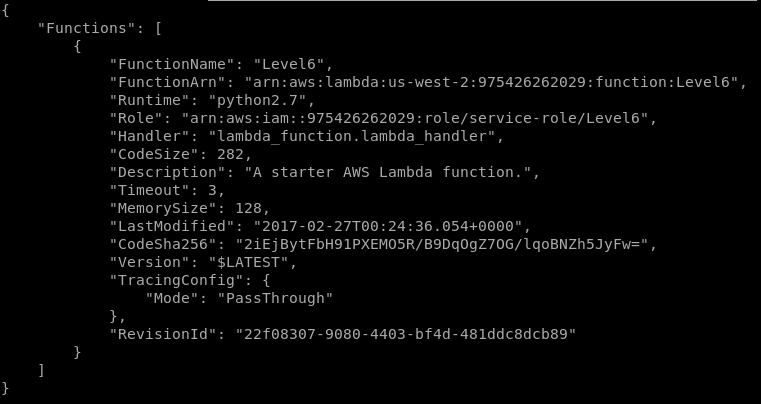 {
    "Functions": [
        {
            "FunctionName": "Level6",
            "FunctionArn": "arn:aws:lambda:us-west-2:975426262029:function:Level6",
            "Runtime": "python2.7",
            "Role": "arn:aws:iam::975426262029:role/service-role/Level6",
            "Handler": "lambda_function.lambda_handler",
            "CodeSize": 282,
            "Description": "A starter AWS Lambda function.",
            "Timeout": 3,
            "MemorySize": 128,
            "LastModified": "2017-02-27T00:24:36.054+0000",
            "CodeSha256": "2iEjBytFbH91PXEMO5R/B9DqOgZ7OG/lqoBNZh5JyFw=",
            "Version": "$LATEST",
            "TracingConfig": {
                "Mode": "PassThrough"
            },
            "RevisionId": "22f08307-9080-4403-bf4d-481ddc8dcb89"
        }
    ]
}